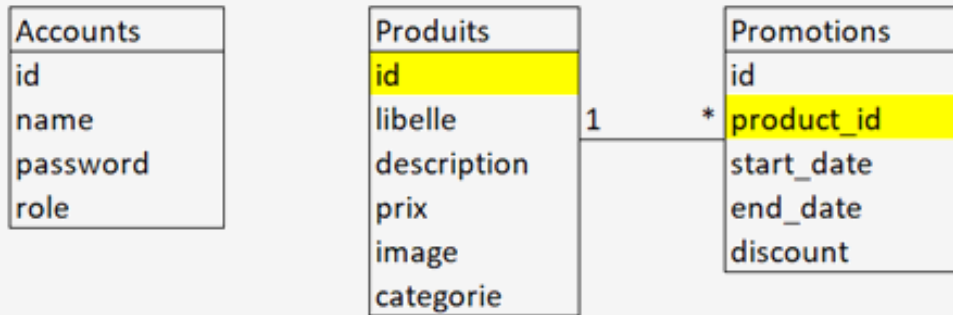 Accounts
id
name
password
role
Produits
id
libelle
description
prix
image
categorie
1
*
Promotions
id
product_id
start_date
end_date
discount